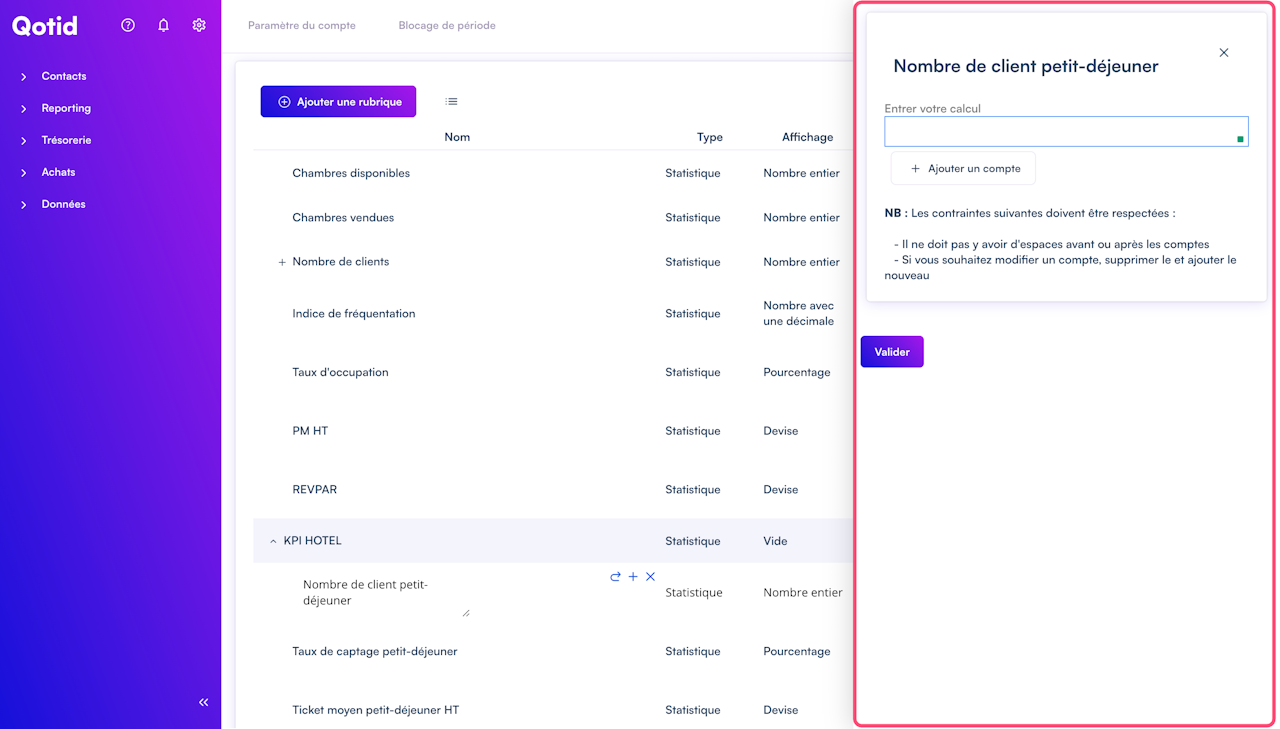 Qotid
Contacts
Reporting
Trésorerie
Achats
Données
Paramètre du compte
Blocage de période
Ajouter une rubrique
Nom
Type
Affichage
Chambres disponibles
Statistique
Nombre entier
Chambres vendues
Statistique
Nombre entier
Nombre de clients
Statistique
Nombre entier
Indice de fréquentation
Statistique
Nombre avec
une décimale
Taux d'occupation
Statistique
Pourcentage
PM HT
Statistique
Devise
REVPAR
Statistique
Devise
KPI HOTEL
Statistique
Vide
Nombre de client petit-
déjeuner
Statistique
Nombre entier
Taux de captage petit-déjeuner
Statistique
Pourcentage
Ticket moyen petit-déjeuner HT
Statistique
Devise
Nombre de client petit-déjeuner
Entrer votre calcul
Ajouter un compte
NB : Les contraintes suivantes doivent être respectées :
- Il ne doit pas y avoir d'espaces avant ou après les comptes
- Si vous souhaitez modifier un compte, supprimer le et ajouter le
nouveau
Valider